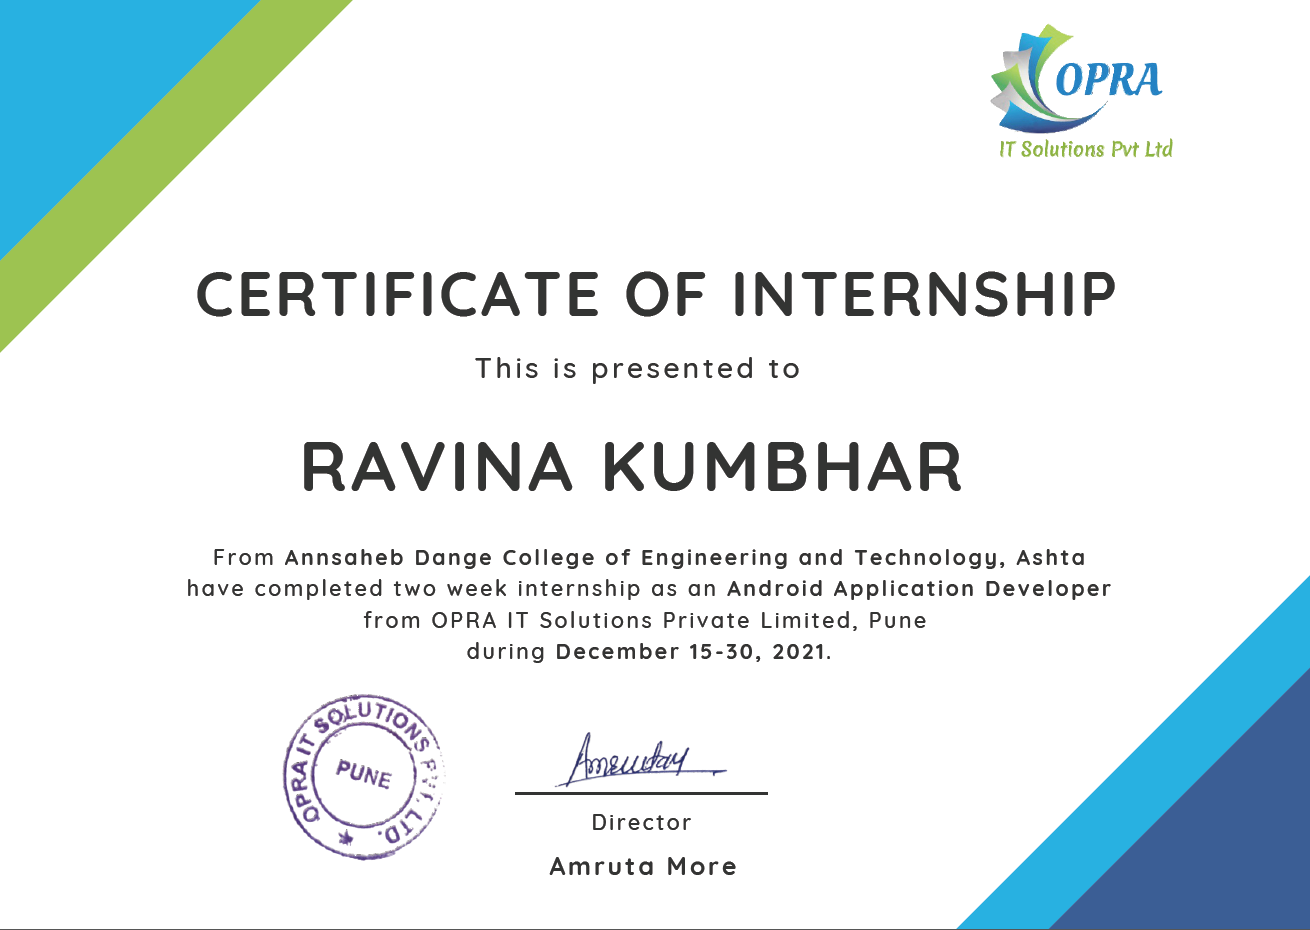 OPRA
IT Solutions Pvt Ltd
CERTIFICATE OF INTERNSHIP
This is presented to
RAVINA KUMBHAR
From Annsaheb Dange College of Engineering and Technology, Ashta
have completed two week internship as an Android Application Developer
from OPRA IT Solutions Private Limited, Pune
during December 15-30, 2021.
OPRA IT SOLUTIONS PVT. LTD.
PUNE
Director
Amruta More